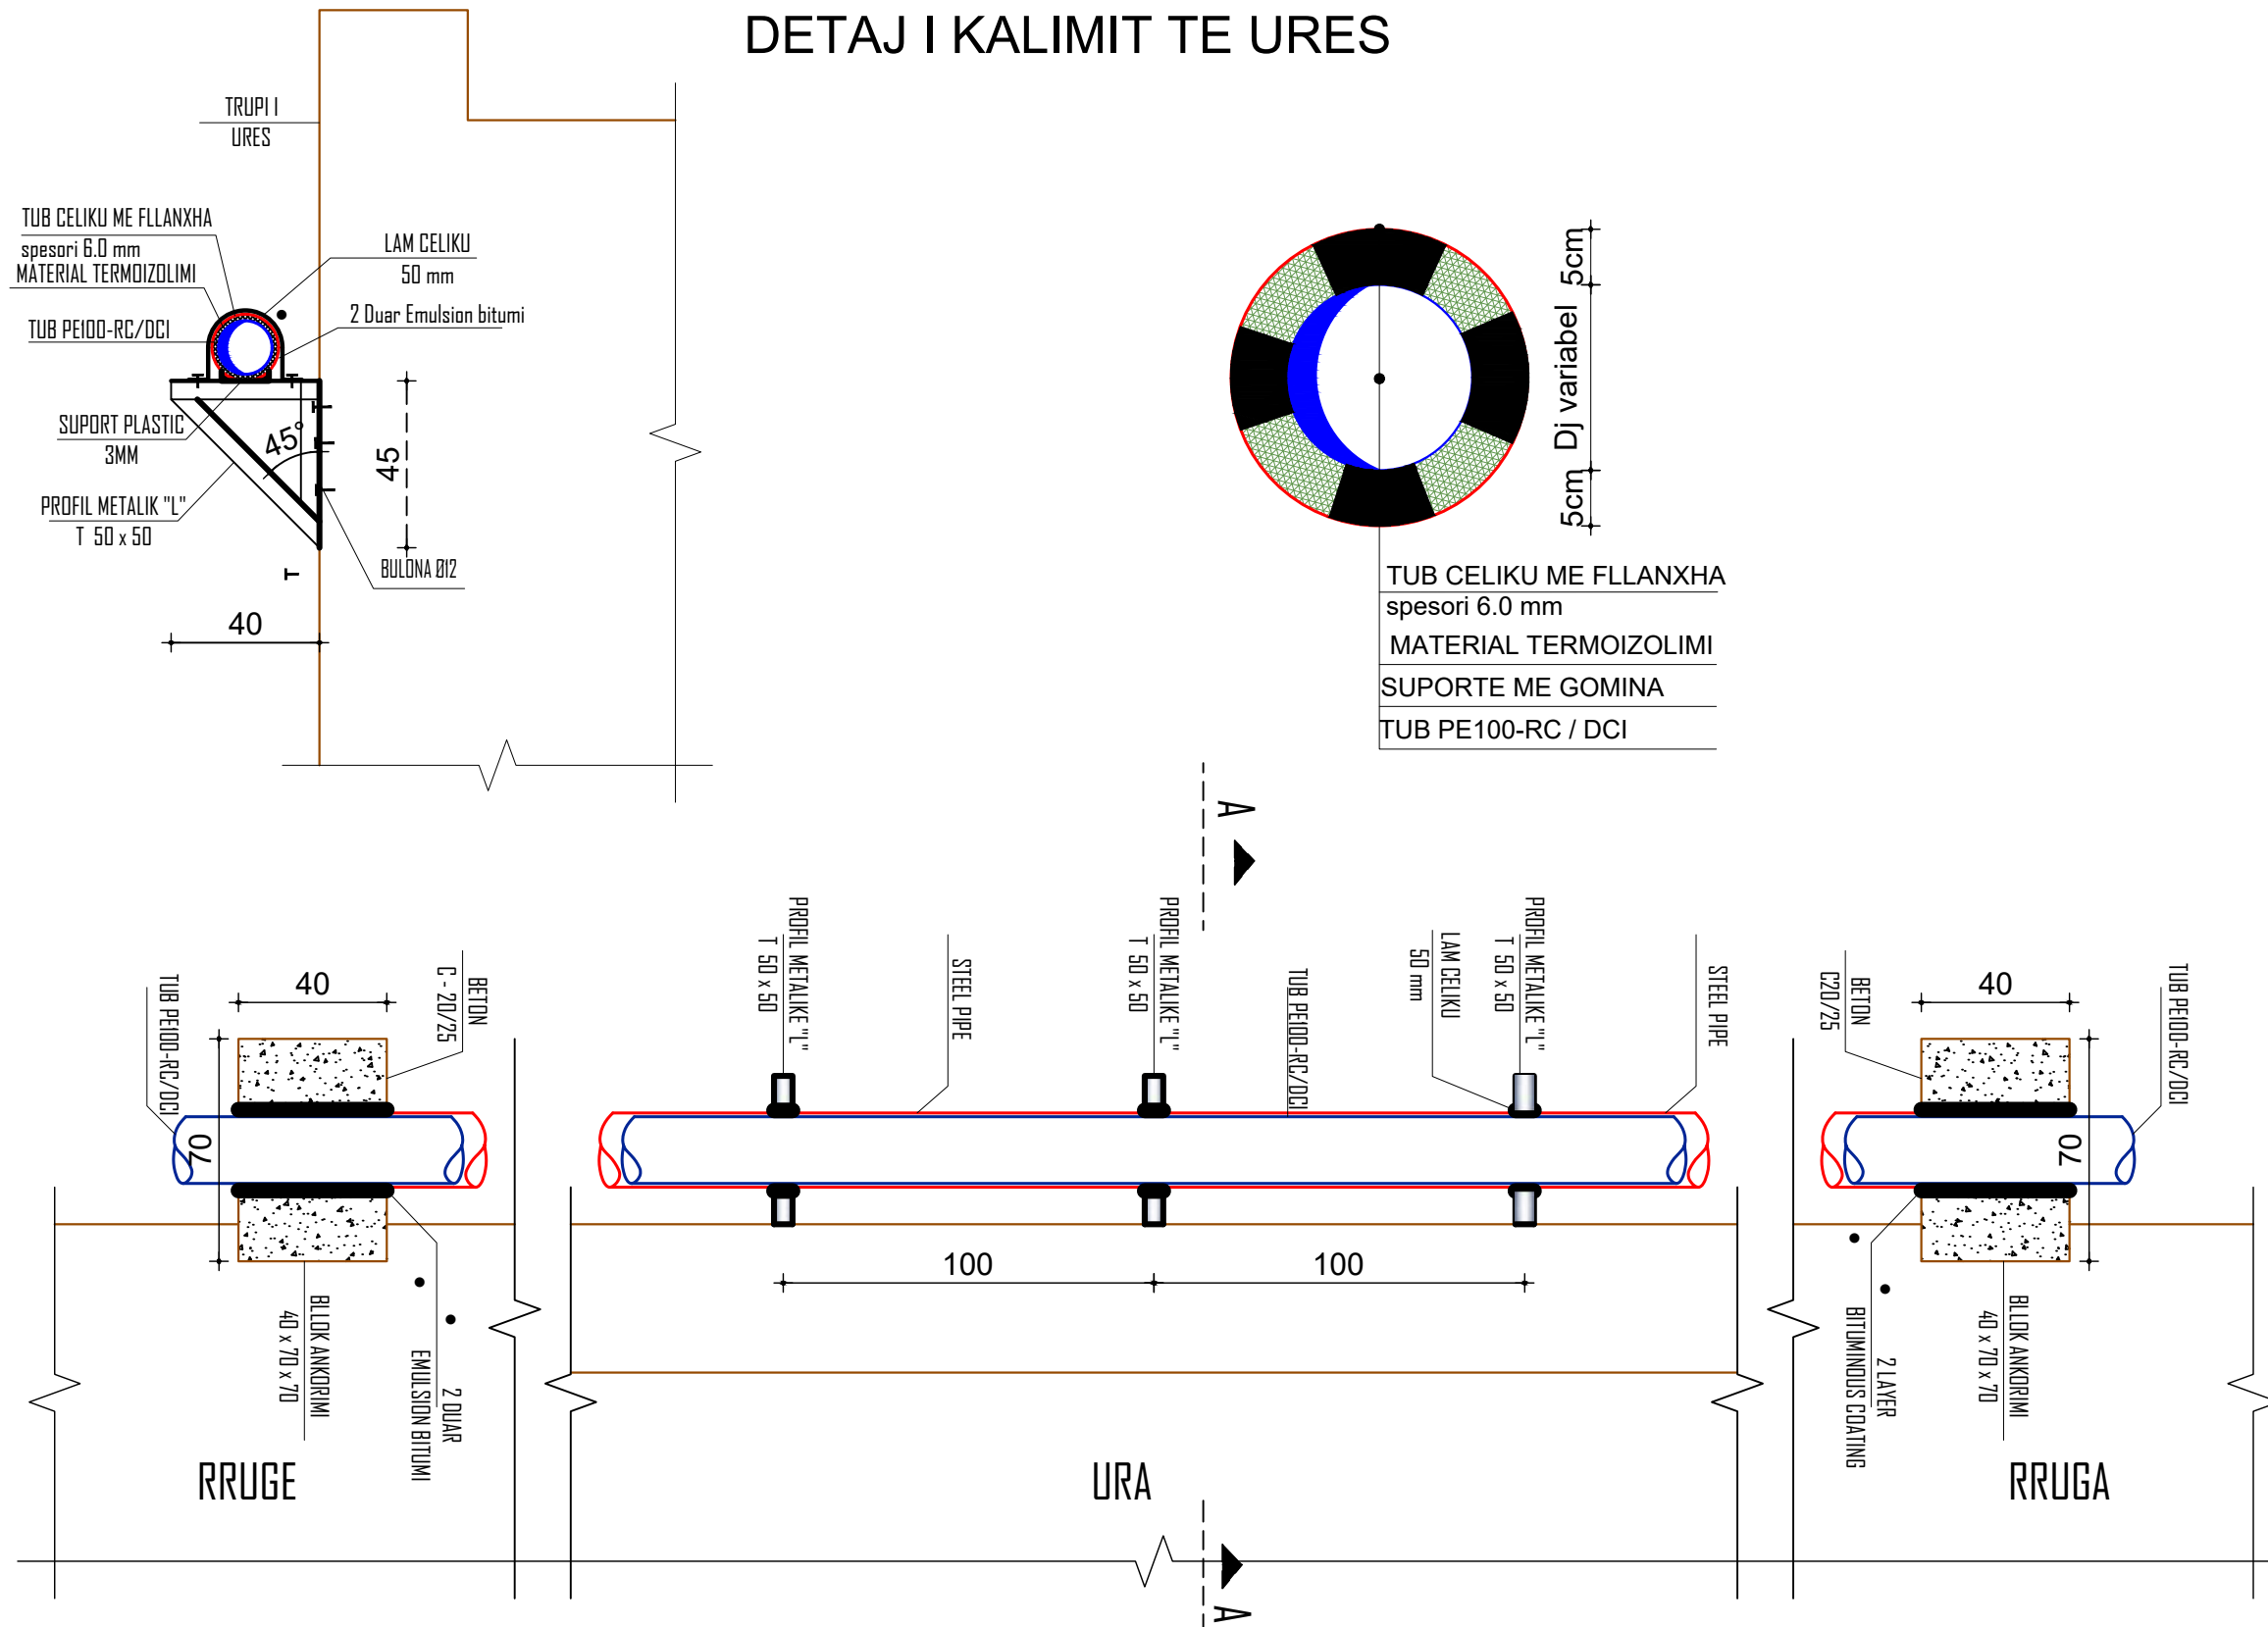 DETAJ I KALIMIT TE URES
TRUPI I
URES
TUB CELIKU ME FLLANXHA
spesori 6.0 mm
MATERIAL TERMOIZOLIMI
TUB PE100-RC/DCI
LAM CELIKU
50 mm
2 Duar Emulsion bitumi
SUPORT PLASTIC
3MM
PROFIL METALIK "L"
T 50 x 50
45°
45
BULONA Ø12
40
5cm
Dj variabel
5cm
TUB CELIKU ME FLLANXHA
spesori 6.0 mm
MATERIAL TERMOIZOLIMI
SUPORTE ME GOMINA
TUB PE100-RC / DCI
A
TUB PE100-RC/DCI
40
BETON
C - 20/25
70
PROFIL METALIKE "L"
T 50 x 50
STEEL PIPE
PROFIL METALIKE "L"
T 50 x 50
TUB PE100-RC/DCI
LAM CELIKU
50 mm
PROFIL METALIKE "L"
T 50 x 50
STEEL PIPE
BETON
C20/25
40
TUB PE100-RC/DCI
70
100
100
BLOK ANKORIMI
40 x 70 x 70
2 DUAR
EMULSION BITUMI
2 LAYER
BITUMINOUS COATING
BLOK ANKORIMI
40 x 70 x 70
RRUGE
URA
RRUGA
A